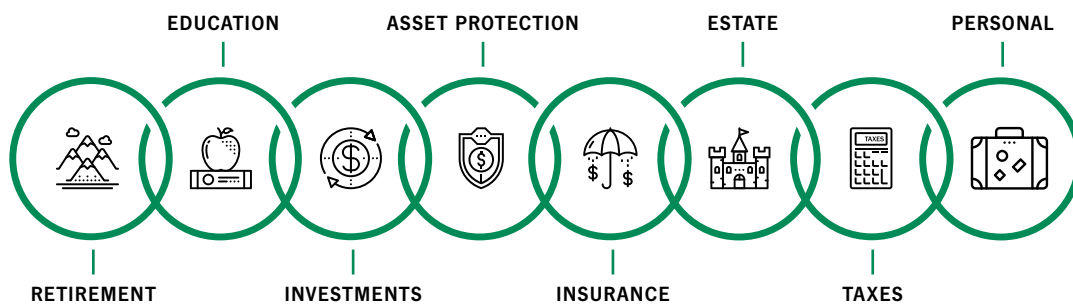 EDUCATION
ASSET PROTECTION
ESTATE
PERSONAL
$
$
$
$
TAXES
RETIREMENT
INVESTMENTS
INSURANCE
TAXES